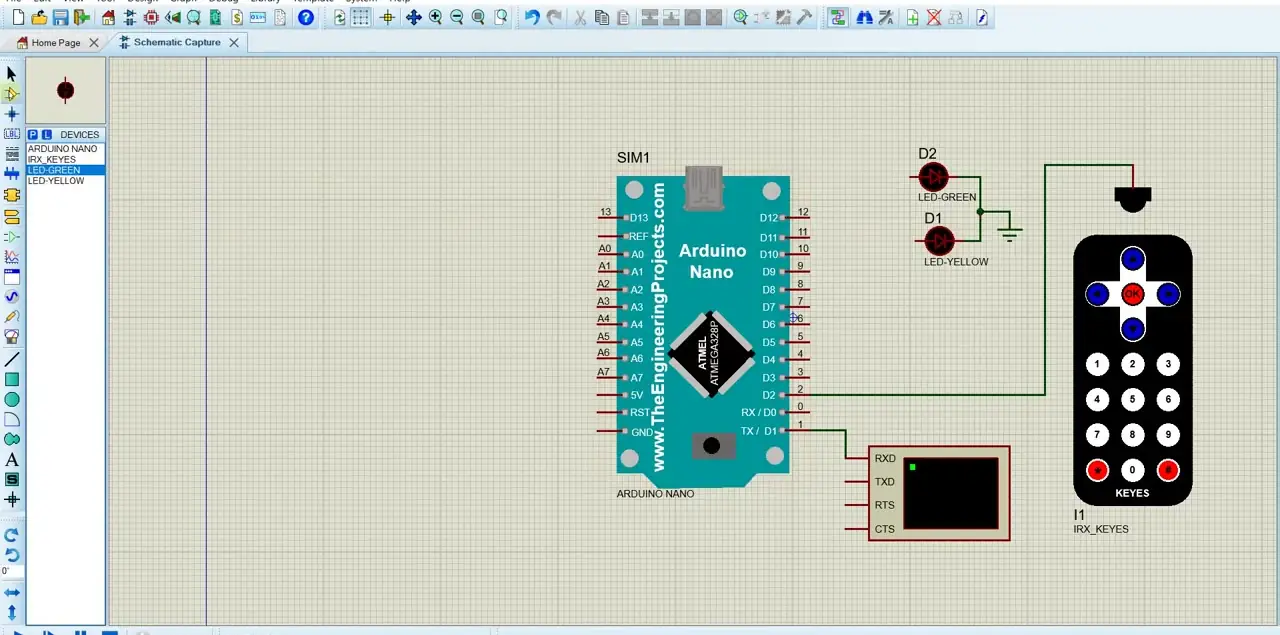 Home Page
Schematic Capture
P L DEVICES
ARDUINO NANO
IRX_KEYES
LED-GREEN
LED-YELLOW
SIM1
13
D13
REF
A0
A0
A1
A1
A2
A2
A3
A3
A4
A4
A5
A5
A6
A6
A7
A7
5V
RST
GND
www.TheEngineeringProjects.com
Arduino
Nano
ATMEL
ATMEGA328P
D12
12
D11
11
D10
10
D9
9
D8
8
D7
7
D6
6
D5
5
D4
4
D3
3
D2
2
RX / D0
0
TX / D1
1
ARDUINO NANO
D2
LED-GREEN
D1
LED-YELLOW
RXD
TXD
RTS
CTS
OK
1 2 3
4 5 6
7 8 9
* 0 #
KEYES
I1
IRX_KEYES
0°